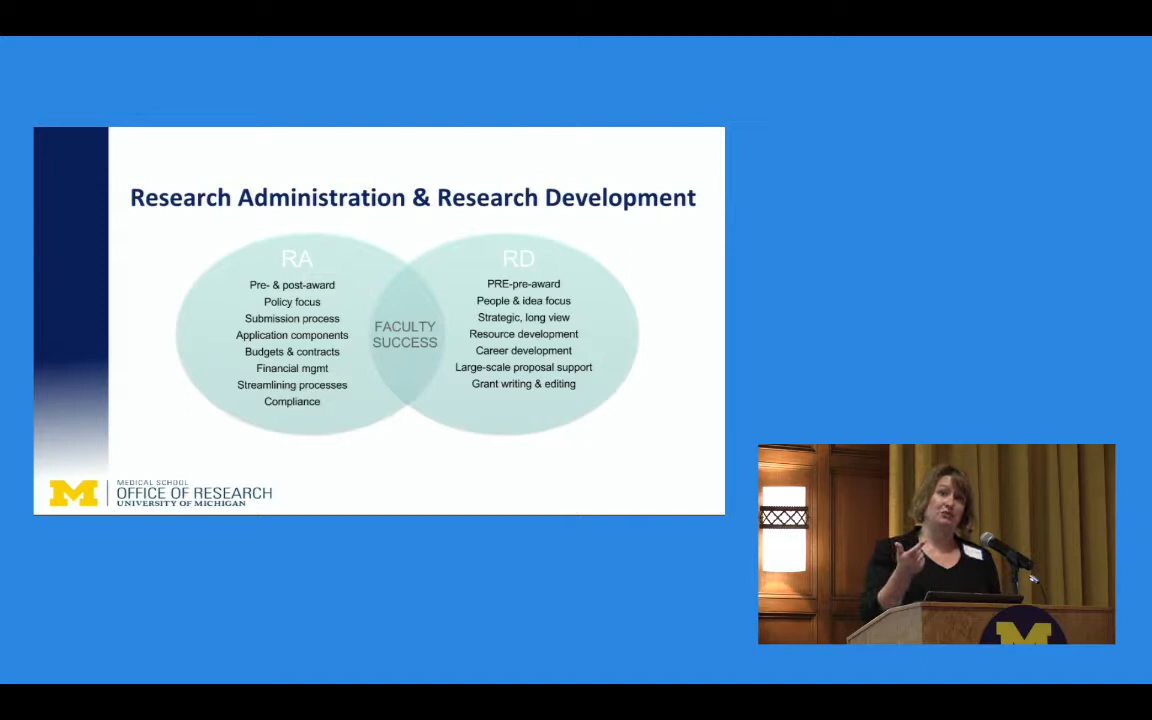 Research Administration & Research Development
RA
Pre- & post-award
Policy focus
Submission process
Application components
Budgets & contracts
Financial mgmt
Streamlining processes
Compliance
FACULTY
SUCCESS
RD
PRE-pre-award
People & idea focus
Strategic, long view
Resource development
Career development
Large-scale proposal support
Grant writing & editing
M
MEDICAL SCHOOL
OFFICE OF RESEARCH
UNIVERSITY OF MICHIGAN
M